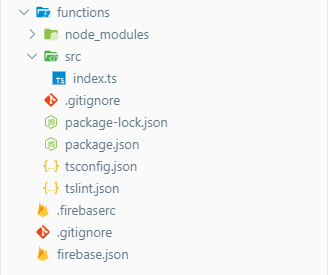 functions
node_modules
src
TS index.ts
.gitignore
package-lock.json
package.json
{..} tsconfig.json
{..} tslint.json
.firebaserc
.gitignore
firebase.json